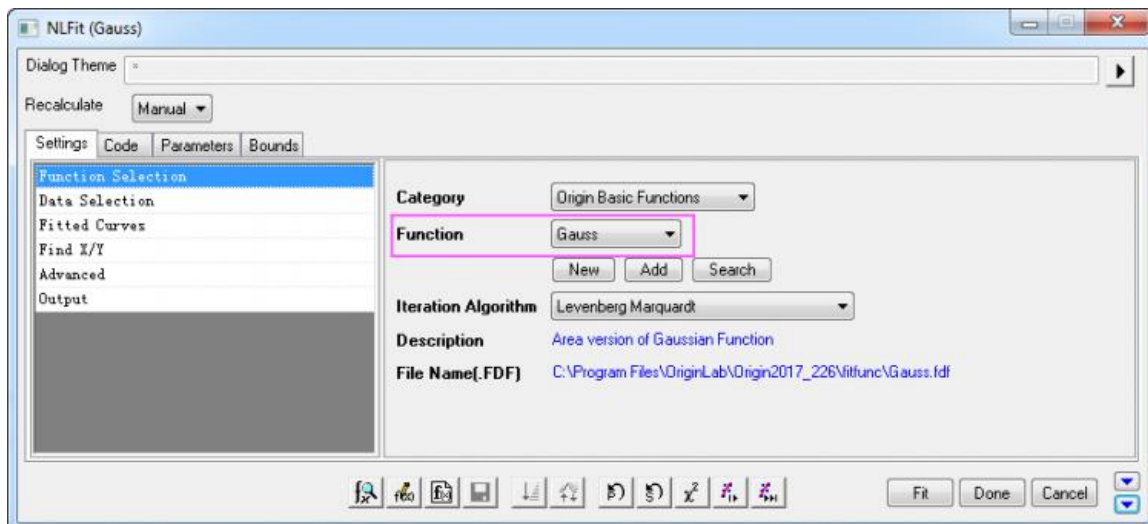 NLFit (Gauss)
Dialog Theme *
Recalculate Manual
Settings Code Parameters Bounds
Function Selection
Data Selection
Fitted Curves
Find X/Y
Advanced
Output
Category Origin Basic Functions
Function Gauss
New Add Search
Iteration Algorithm Levenberg Marquardt
Description Area version of Gaussian Function
File Name(.FDF) C:\Program Files\OriginLab\Origin2017_226\fitfunc\Gauss.fdf
Fit Done Cancel